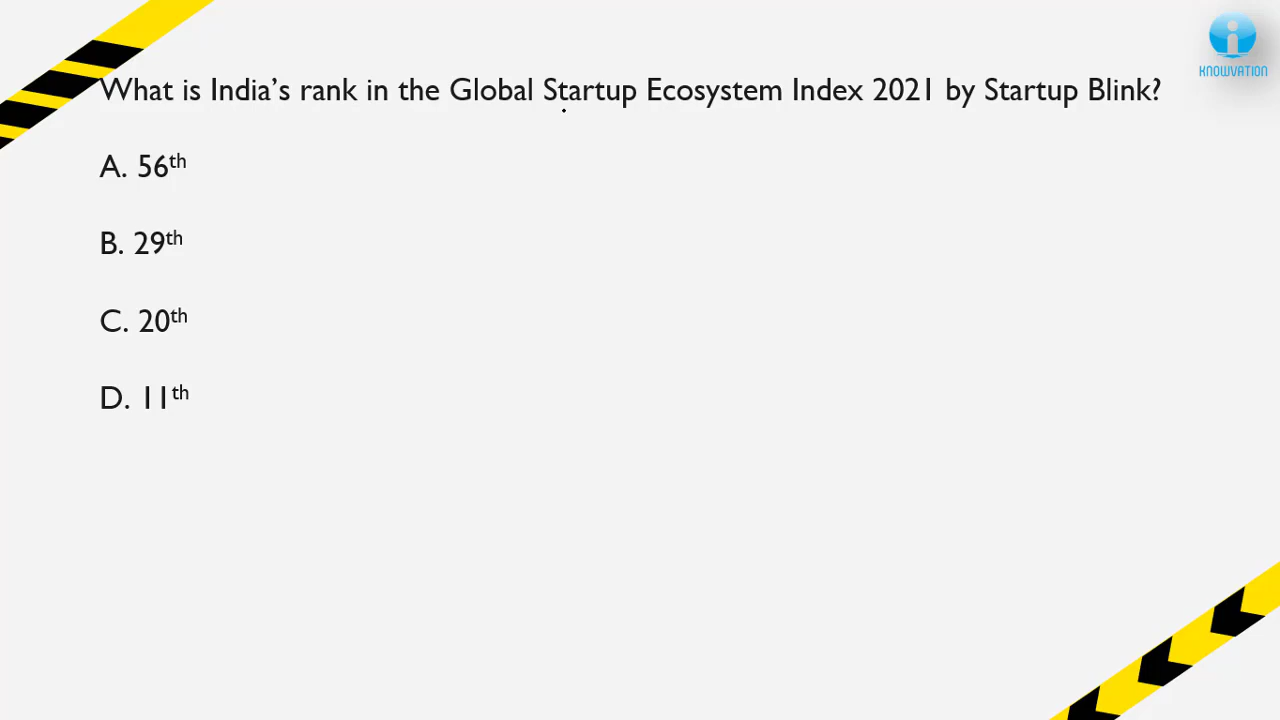 What is India’s rank in the Global Startup Ecosystem Index 2021 by Startup Blink?
A. 56th
B. 29th
C. 20th
D. 11th
i
KNOWVATION